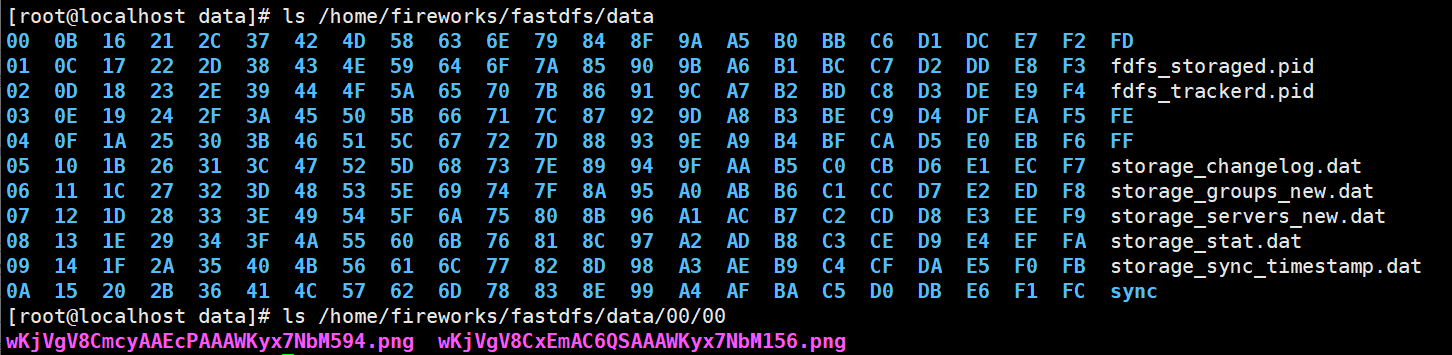 [root@localhost data]# ls /home/fireworks/fastdfs/data
00 0B 16 21 2C 37 42 4D 58 63 6E 79 84 8F 9A A5 B0 BB C6 D1 DC E7 F2 FD
01 0C 17 22 2D 38 43 4E 59 64 6F 7A 85 90 9B A6 B1 BC C7 D2 DD E8 F3 fdfs_storaged.pid
02 0D 18 23 2E 39 44 4F 5A 65 70 7B 86 91 9C A7 B2 BD C8 D3 DE E9 F4 fdfs_trackerd.pid
03 0E 19 24 2F 3A 45 50 5B 66 71 7C 87 92 9D A8 B3 BE C9 D4 DF EA F5 FE
04 0F 1A 25 30 3B 46 51 5C 67 72 7D 88 93 9E A9 B4 BF CA D5 E0 EB F6 FF
05 10 1B 26 31 3C 47 52 5D 68 73 7E 89 94 9F AA B5 C0 CB D6 E1 EC F7 storage_changelog.dat
06 11 1C 27 32 3D 48 53 5E 69 74 7F 8A 95 A0 AB B6 C1 CC D7 E2 ED F8 storage_groups_new.dat
07 12 1D 28 33 3E 49 54 5F 6A 75 80 8B 96 A1 AC B7 C2 CD D8 E3 EE F9 storage_servers_new.dat
08 13 1E 29 34 3F 4A 55 60 6B 76 81 8C 97 A2 AD B8 C3 CE D9 E4 EF FA storage_stat.dat
09 14 1F 2A 35 40 4B 56 61 6C 77 82 8D 98 A3 AE B9 C4 CF DA E5 F0 FB storage_sync_timestamp.dat
0A 15 20 2B 36 41 4C 57 62 6D 78 83 8E 99 A4 AF BA C5 D0 DB E6 F1 FC sync
[root@localhost data]# ls /home/fireworks/fastdfs/data/00/00
wKjVgV8CmcyAAEcPAAAWKyx7NbM594.png wKjVgV8CxEmAC6QSAAAWKyx7NbM156.png